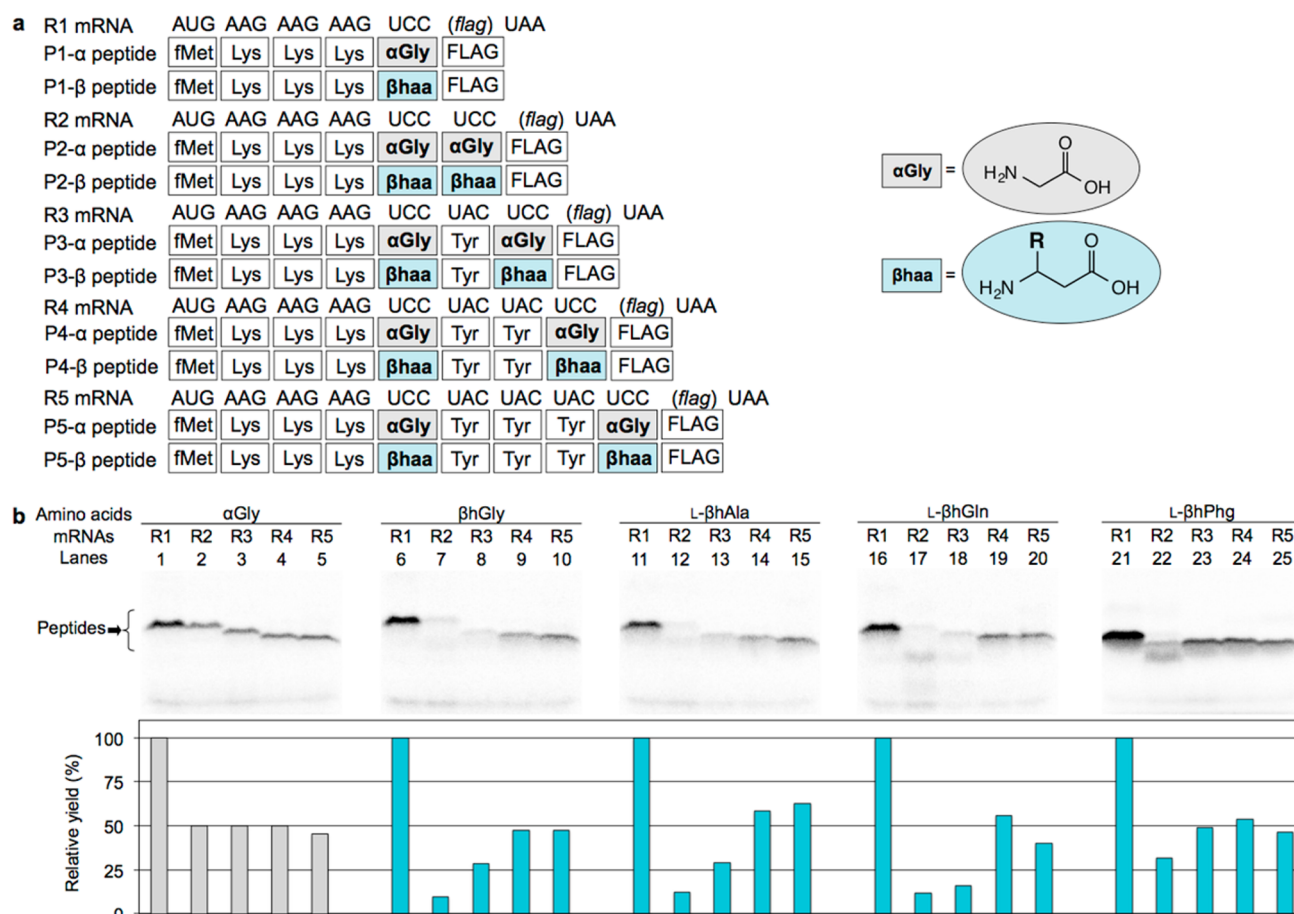 a R1 mRNA AUG AAG AAG AAG UCC (flag) UAA
P1-α peptide fMet Lys Lys Lys αGly FLAG
P1-β peptide fMet Lys Lys Lys βhaa FLAG
R2 mRNA AUG AAG AAG AAG UCC UCC (flag) UAA
P2-α peptide fMet Lys Lys Lys αGly αGly FLAG
P2-β peptide fMet Lys Lys Lys βhaa βhaa FLAG
R3 mRNA AUG AAG AAG AAG UCC UAC UCC (flag) UAA
P3-α peptide fMet Lys Lys Lys αGly Tyr αGly FLAG
P3-β peptide fMet Lys Lys Lys βhaa Tyr βhaa FLAG
R4 mRNA AUG AAG AAG AAG UCC UAC UAC UCC (flag) UAA
P4-α peptide fMet Lys Lys Lys αGly Tyr Tyr αGly FLAG
P4-β peptide fMet Lys Lys Lys βhaa Tyr Tyr βhaa FLAG
R5 mRNA AUG AAG AAG AAG UCC UAC UAC UAC UCC (flag) UAA
P5-α peptide fMet Lys Lys Lys αGly Tyr Tyr Tyr αGly FLAG
P5-β peptide fMet Lys Lys Lys βhaa Tyr Tyr Tyr βhaa FLAG
αGly = H2N O OH
βhaa = H2N R O OH
b Amino acids αGly βhGly L-βhAla L-βhGln L-βhPhg
mRNAs R1 R2 R3 R4 R5 R1 R2 R3 R4 R5 R1 R2 R3 R4 R5 R1 R2 R3 R4 R5 R1 R2 R3 R4 R5
Lanes 1 2 3 4 5 6 7 8 9 10 11 12 13 14 15 16 17 18 19 20 21 22 23 24 25
Peptides
Relative yield (%)
100
75
50
25
0